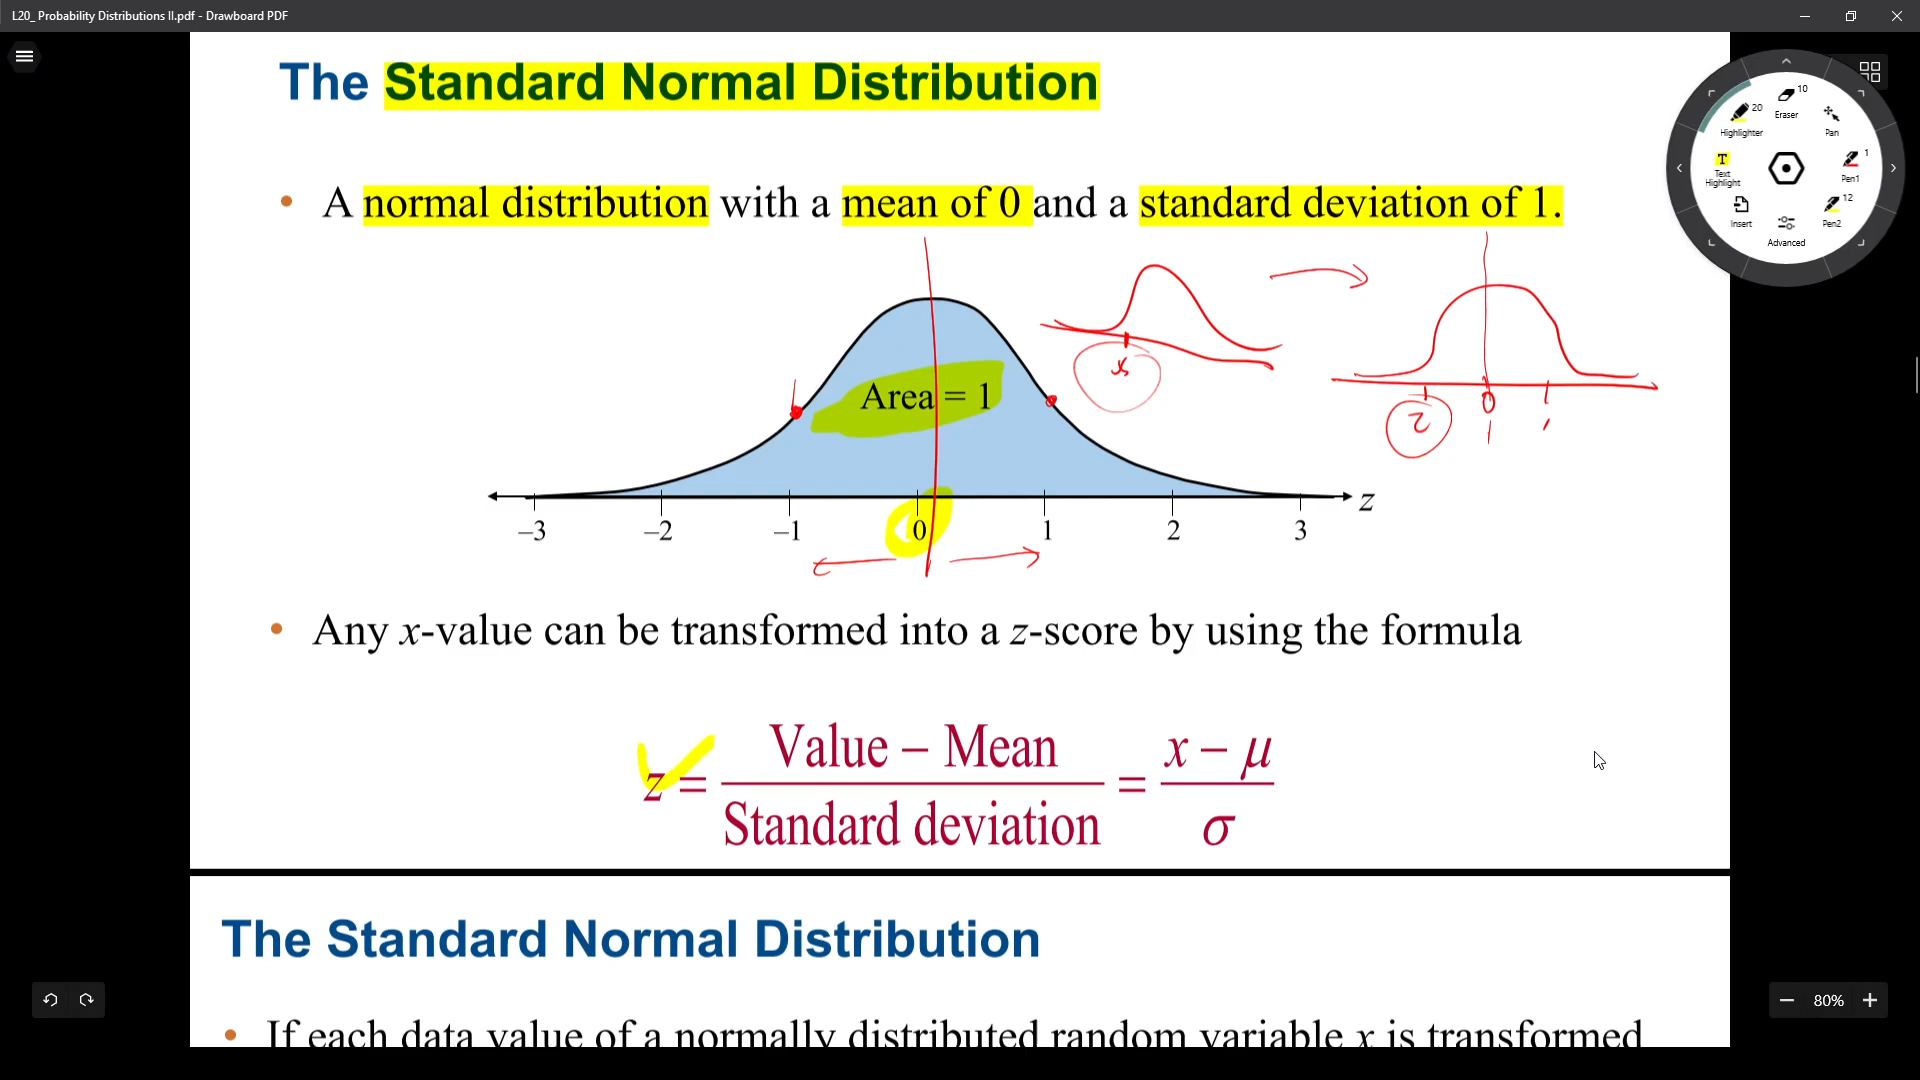 L20_ Probability Distributions II.pdf - Drawboard PDF
The Standard Normal Distribution
10
Eraser
20
Highlighter
Pan
T
Text
Highlight
1
Pen1
Insert
12
Pen2
Advanced
• A normal distribution with a mean of 0 and a standard deviation of 1.
Area = 1
x
z 0 1
–3 –2 –1 0 1 2 3 z
• Any x-value can be transformed into a z-score by using the formula
z = Value – Mean / Standard deviation = x – μ / σ
The Standard Normal Distribution
• If each data value of a normally distributed random variable x is transformed
80%